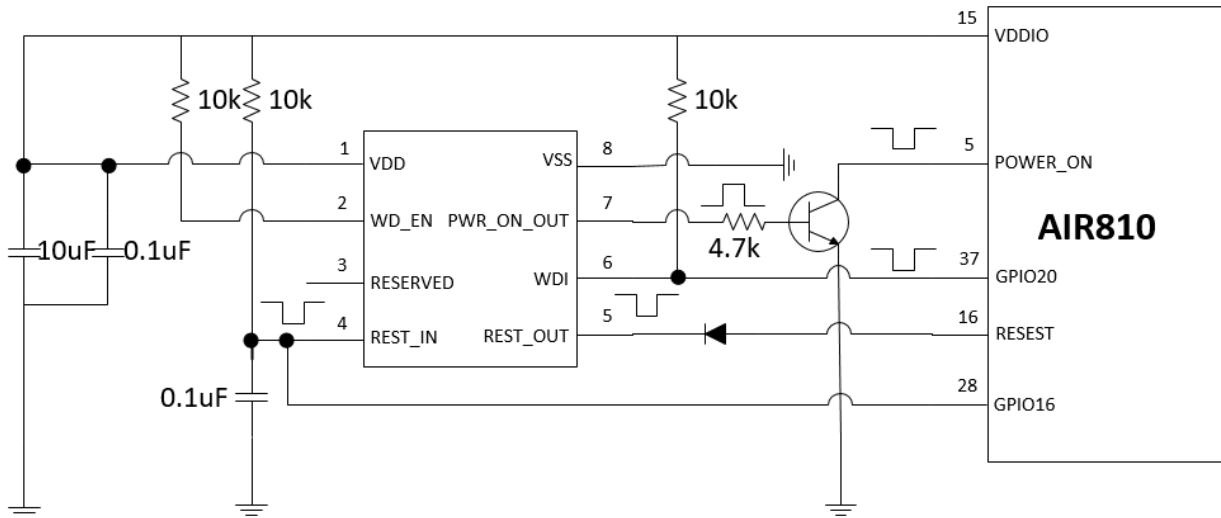 15
VDDIO
10k
10k
10k
1
VDD
VSS
8
5
POWER_ON
2
WD_EN
PWR_ON_OUT
7
4.7k
AIR810
10uF
0.1uF
3
RESERVED
WDI
6
37
GPIO20
4
REST_IN
REST_OUT
5
16
RESEST
0.1uF
28
GPIO16